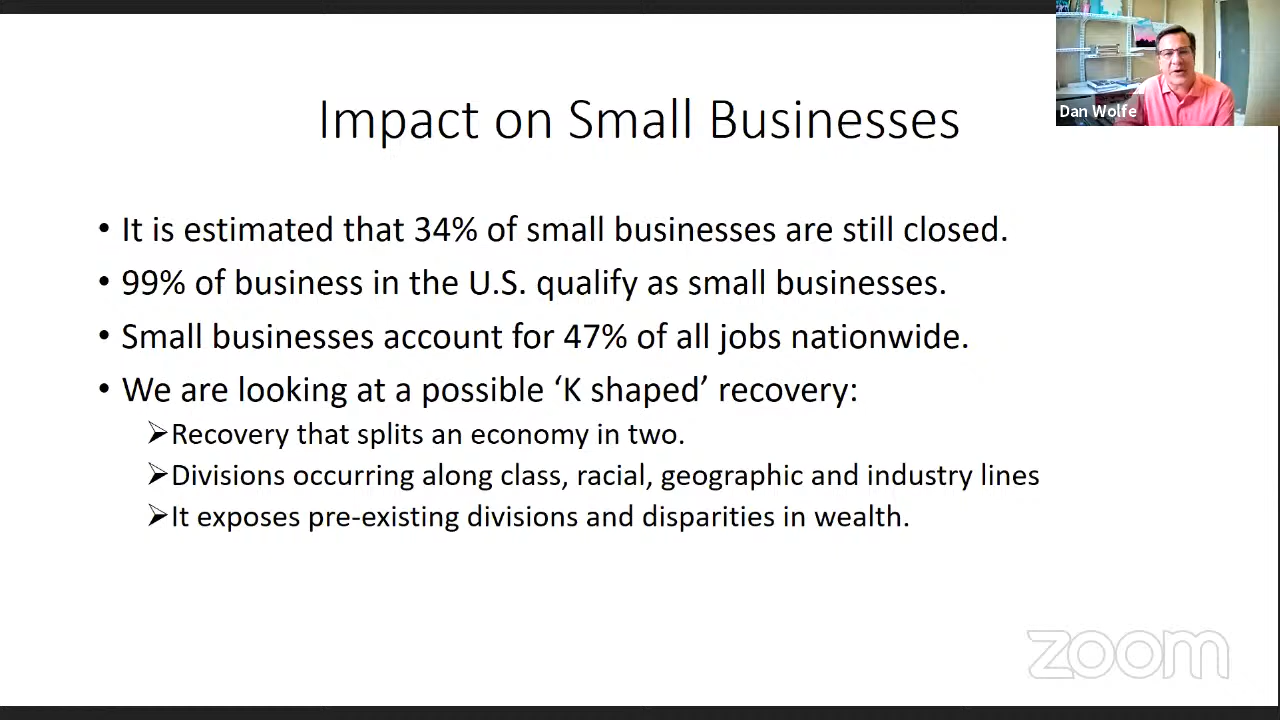 Dan Wolfe
Impact on Small Businesses
• It is estimated that 34% of small businesses are still closed.
• 99% of business in the U.S. qualify as small businesses.
• Small businesses account for 47% of all jobs nationwide.
• We are looking at a possible ‘K shaped’ recovery:
➢Recovery that splits an economy in two.
➢Divisions occurring along class, racial, geographic and industry lines
➢It exposes pre-existing divisions and disparities in wealth.
zoom